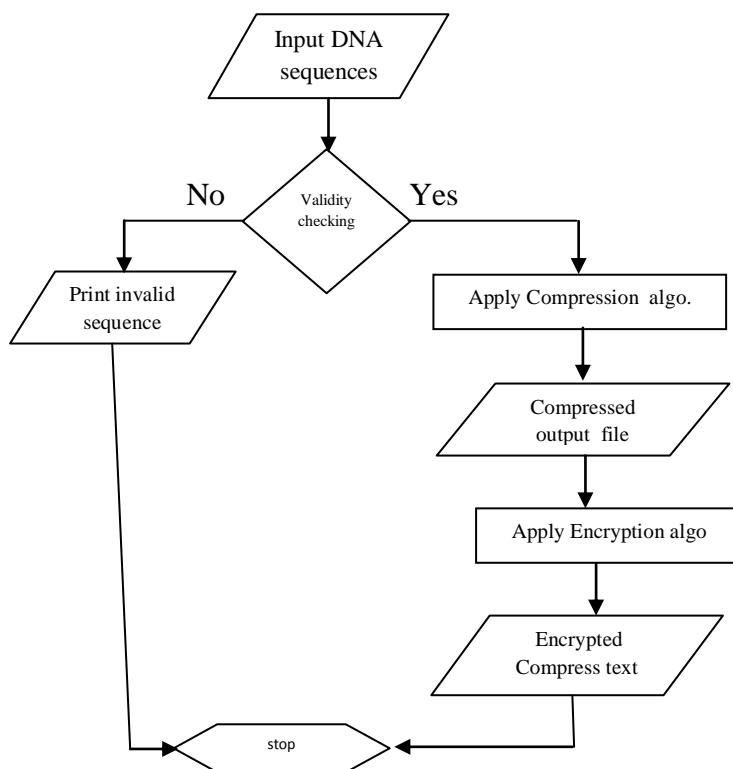 Input DNA
sequences
No
Yes
Validity
checking
Print invalid
sequence
Apply Compression algo.
Compressed
output file
Apply Encryption algo
Encrypted
Compress text
stop